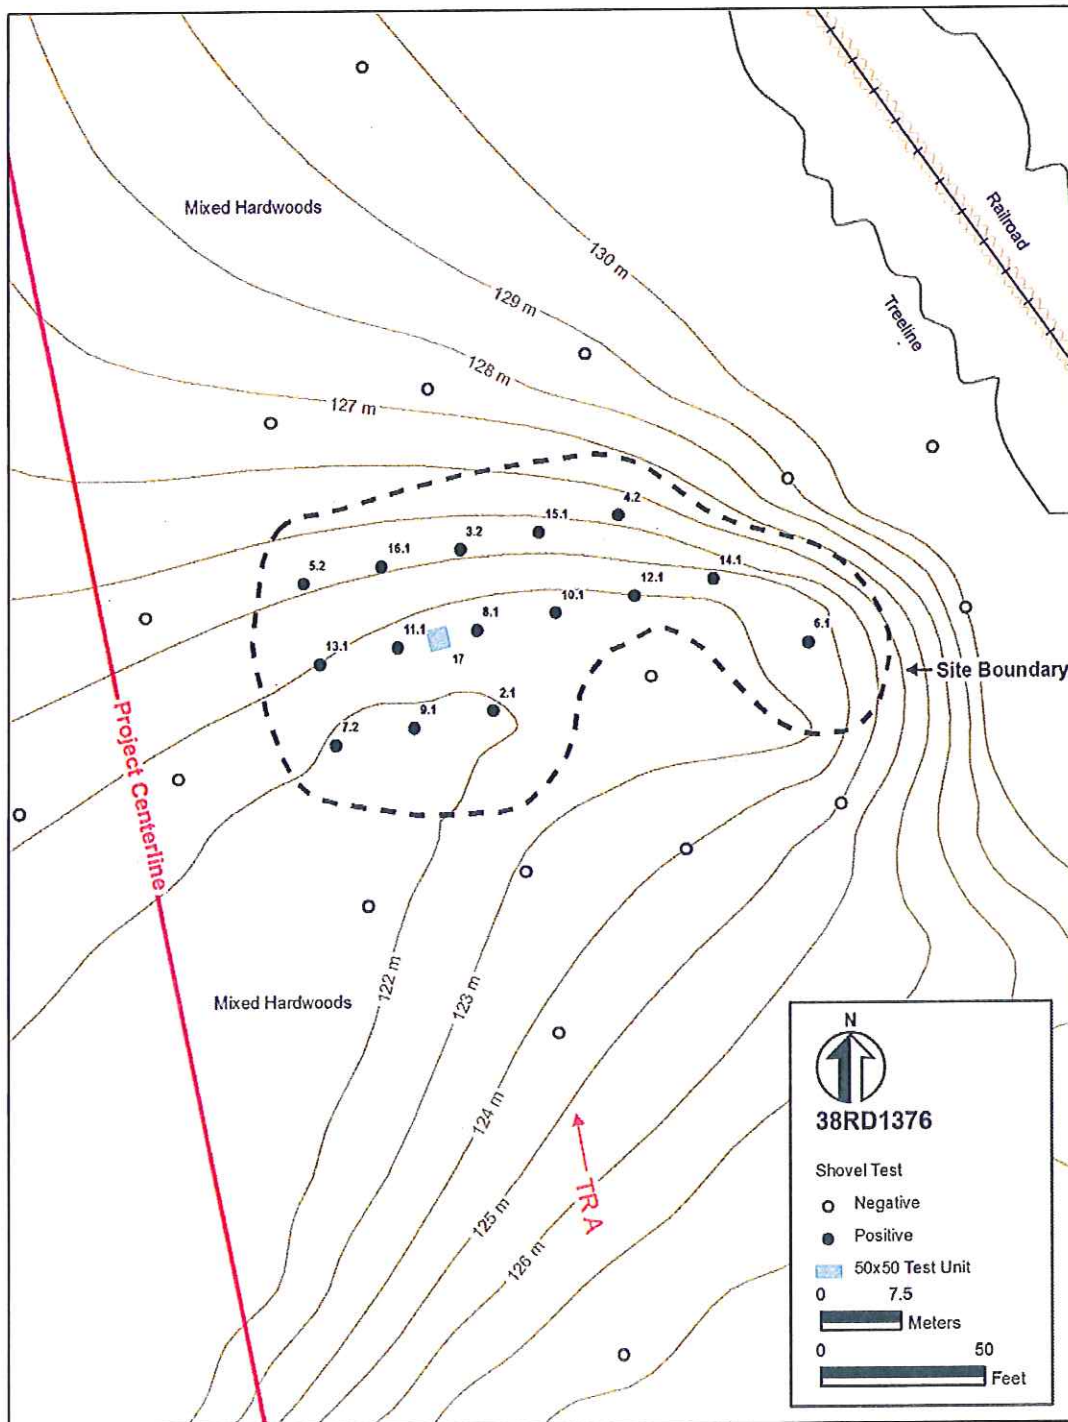 Mixed Hardwoods
Railroad
130 m
129 m
Treeline
128 m
127 m
4.2
15.1
3.2
16.1
5.2
14.1
12.1
10.1
8.1
6.1
11.1
13.1
17
Site Boundary
2.1
9.1
7.2
Project Centerline
122 m
123 m
Mixed Hardwoods
124 m
TRA
125 m
126 m
N
38RD1376
Shovel Test
Negative
Positive
50x50 Test Unit
0 7.5
Meters
0 50
Feet